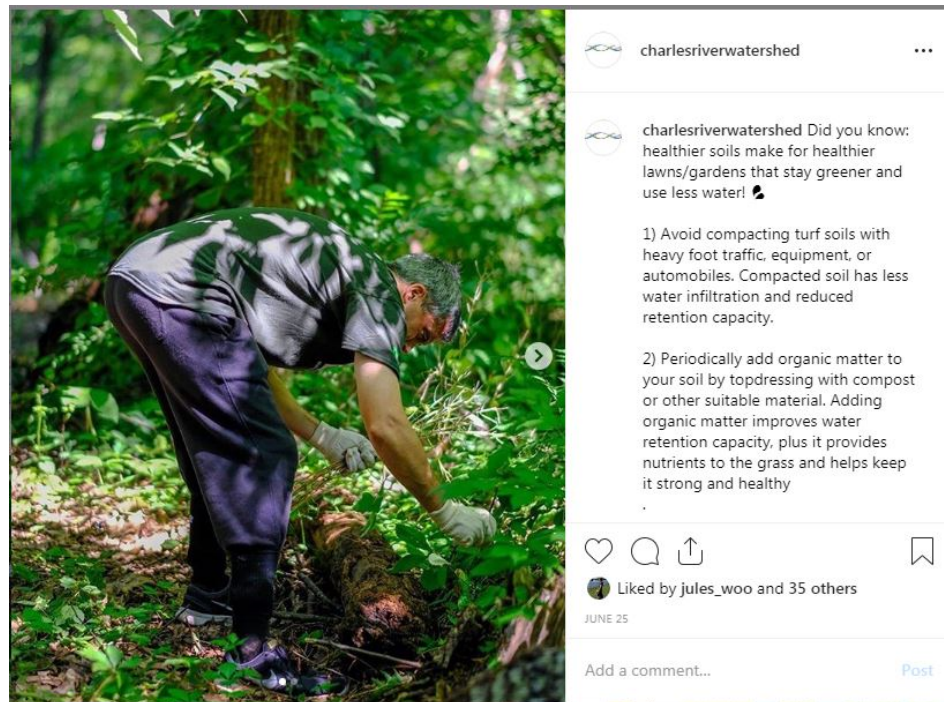 charlesriverwatershed
charlesriverwatershed Did you know:
healthier soils make for healthier
lawns/gardens that stay greener and
use less water!
1) Avoid compacting turf soils with
heavy foot traffic, equipment, or
automobiles. Compacted soil has less
water infiltration and reduced
retention capacity.
2) Periodically add organic matter to
your soil by topdressing with compost
or other suitable material. Adding
organic matter improves water
retention capacity, plus it provides
nutrients to the grass and helps keep
it strong and healthy
.
Liked by jules_woo and 35 others
JUNE 25
Add a comment... Post